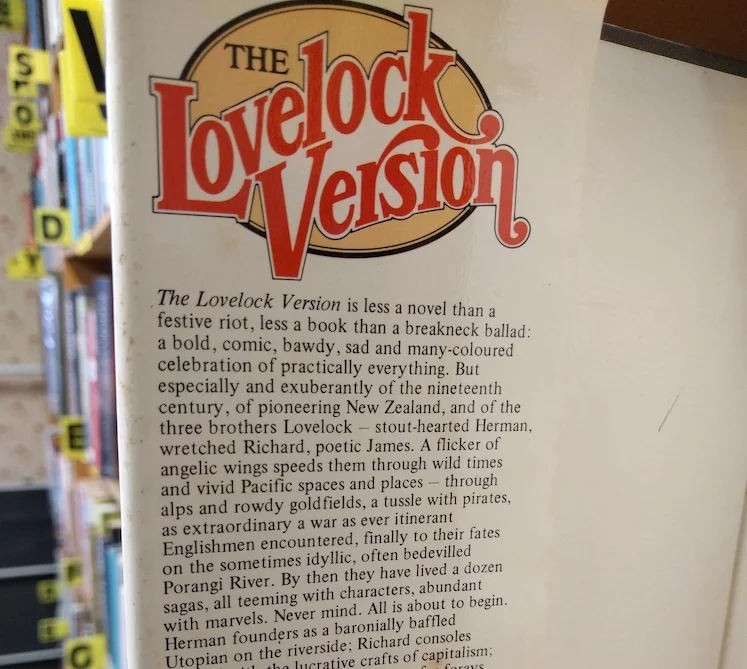 THE
Lovelock
Version
The Lovelock Version is less a novel than a
festive riot, less a book than a breakneck ballad:
a bold, comic, bawdy, sad and many-coloured
celebration of practically everything. But
especially and exuberantly of the nineteenth
century, of pioneering New Zealand, and of the
three brothers Lovelock – stout-hearted Herman,
wretched Richard, poetic James. A flicker of
angelic wings speeds them through wild times
and vivid Pacific spaces and places – through
alps and rowdy goldfields, a tussle with pirates,
as extraordinary a war as ever itinerant
Englishmen encountered, finally to their fates
on the sometimes idyllic, often bedevilled
Porangi River. By then they have lived a dozen
sagas, all teeming with characters, abundant
with marvels. Never mind. All is about to begin.
Herman founders as a baronially baffled
Utopian on the riverside; Richard consoles
the lucrative crafts of capitalism;
forays
S
D
E